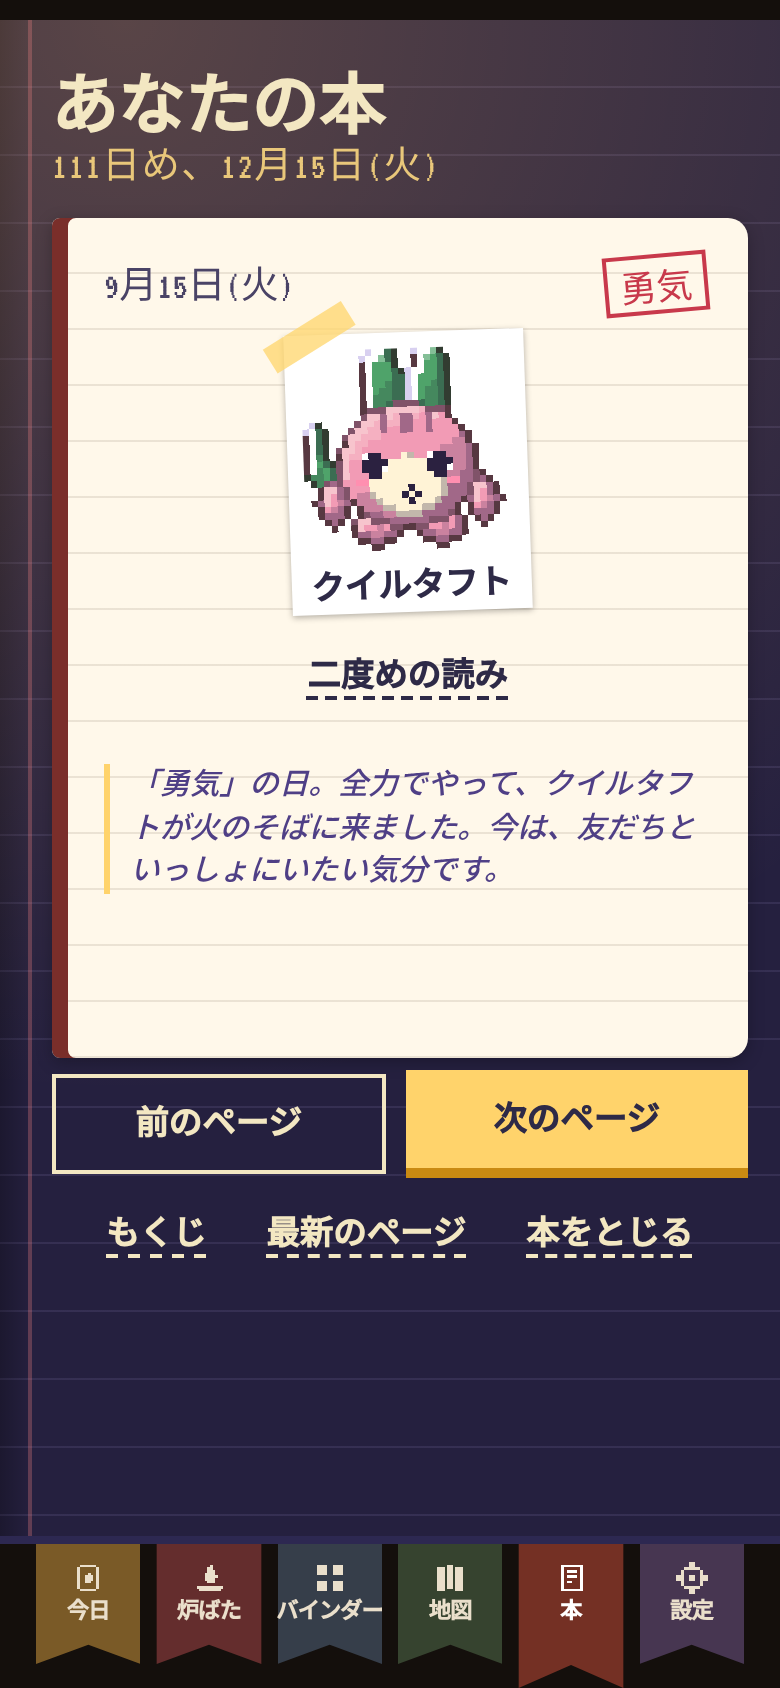 あなたの本
111日め、12月15日(火)
9月15日(火)
勇気
クイルタフト
二度めの読み
「勇気」の日。全力でやって、クイルタフ
トが火のそばに来ました。今は、友だちと
いっしょにいたい気分です。
前のページ
次のページ
もくじ
最新のページ
本をとじる
今日
炉ばた
バインダー
地図
本
設定